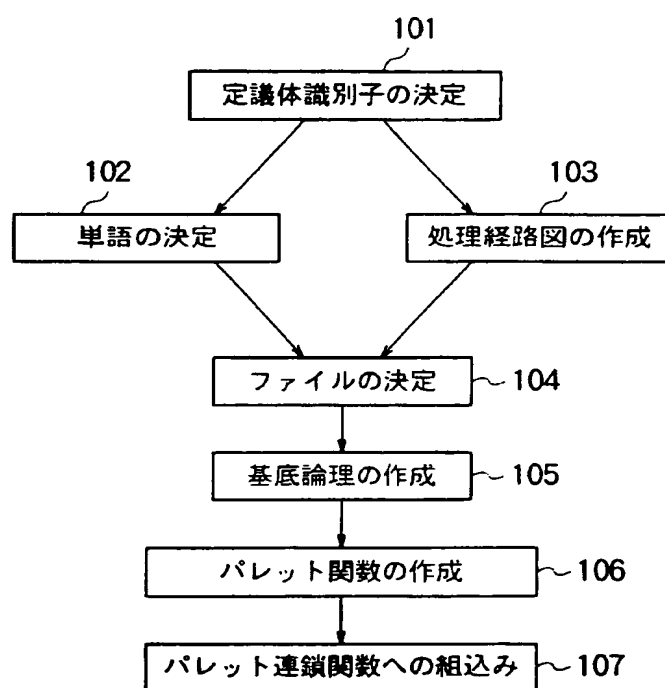 101
定議体識別子の決定
102
103
単語の決定
処理経路図の作成
ファイルの決定
104
基底論理の作成
105
パレット関数の作成
106
パレット連鎖関数への組込み
107